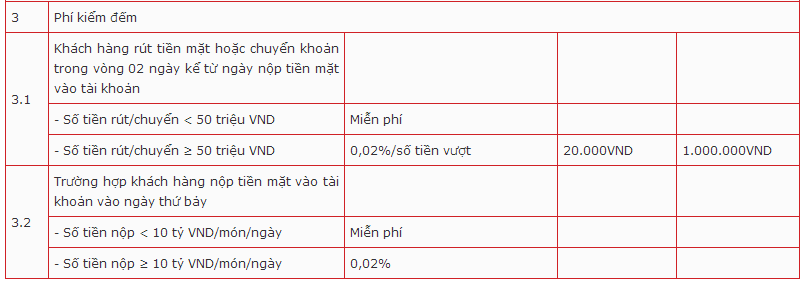 3 Phí kiểm đếm
Khách hàng rút tiền mặt hoặc chuyển khoản
trong vòng 02 ngày kể từ ngày nộp tiền mặt
vào tài khoản
3.1
- Số tiền rút/chuyển < 50 triệu VND Miễn phí
- Số tiền rút/chuyển ≥ 50 triệu VND 0,02%/số tiền vượt 20.000VND 1.000.000VND
Trường hợp khách hàng nộp tiền mặt vào tài
khoản vào ngày thứ bảy
3.2
- Số tiền nộp < 10 tỷ VND/món/ngày Miễn phí
- Số tiền nộp ≥ 10 tỷ VND/món/ngày 0,02%